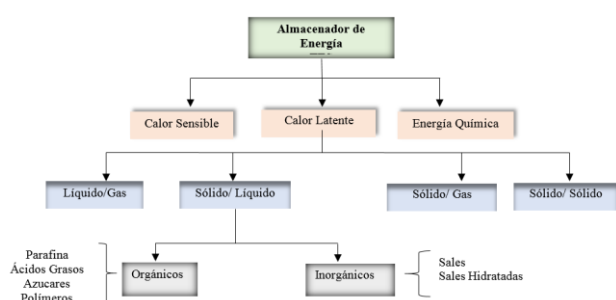 Almacenador de
Energía
Calor Sensible
Calor Latente
Energía Química
Líquido/Gas
Sólido/ Líquido
Sólido/ Gas
Sólido/ Sólido
Parafina
Ácidos Grasos
Azucares
Polímeros
Orgánicos
Inorgánicos
Sales
Sales Hidratadas